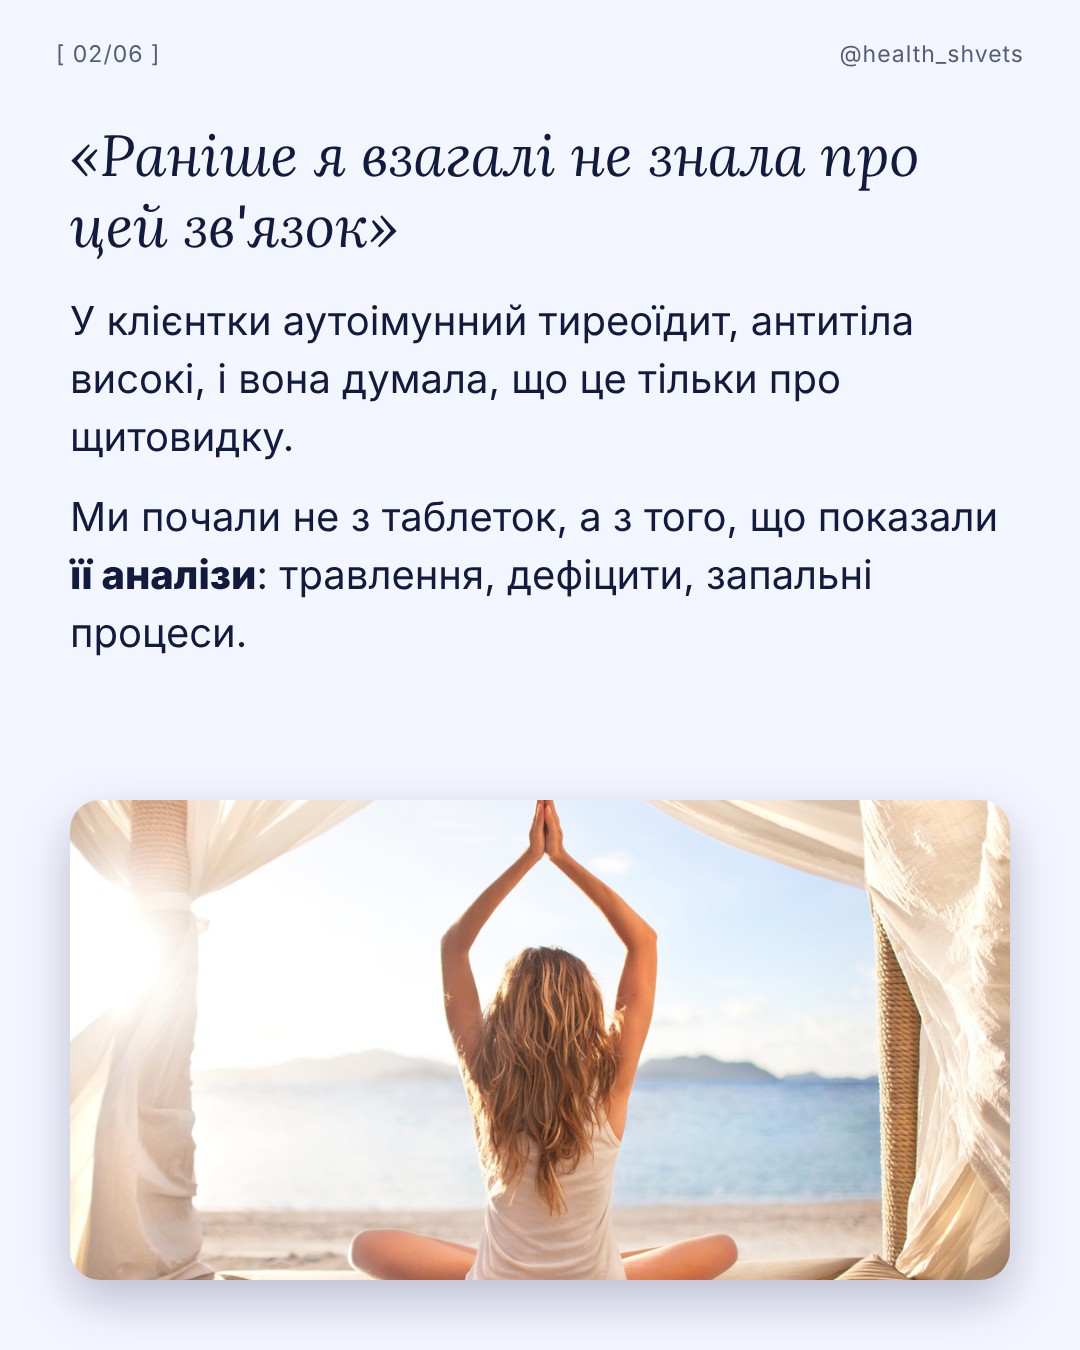 [ 02/06 ]
@health_shvets
«Раніше я взагалі не знала про
цей зв'язок»
У клієнтки аутоімунний тиреоїдит, антитіла
високі, і вона думала, що це тільки про
щитовидку.
Ми почали не з таблеток, а з того, що показали
її аналізи: травлення, дефіцити, запальні
процеси.